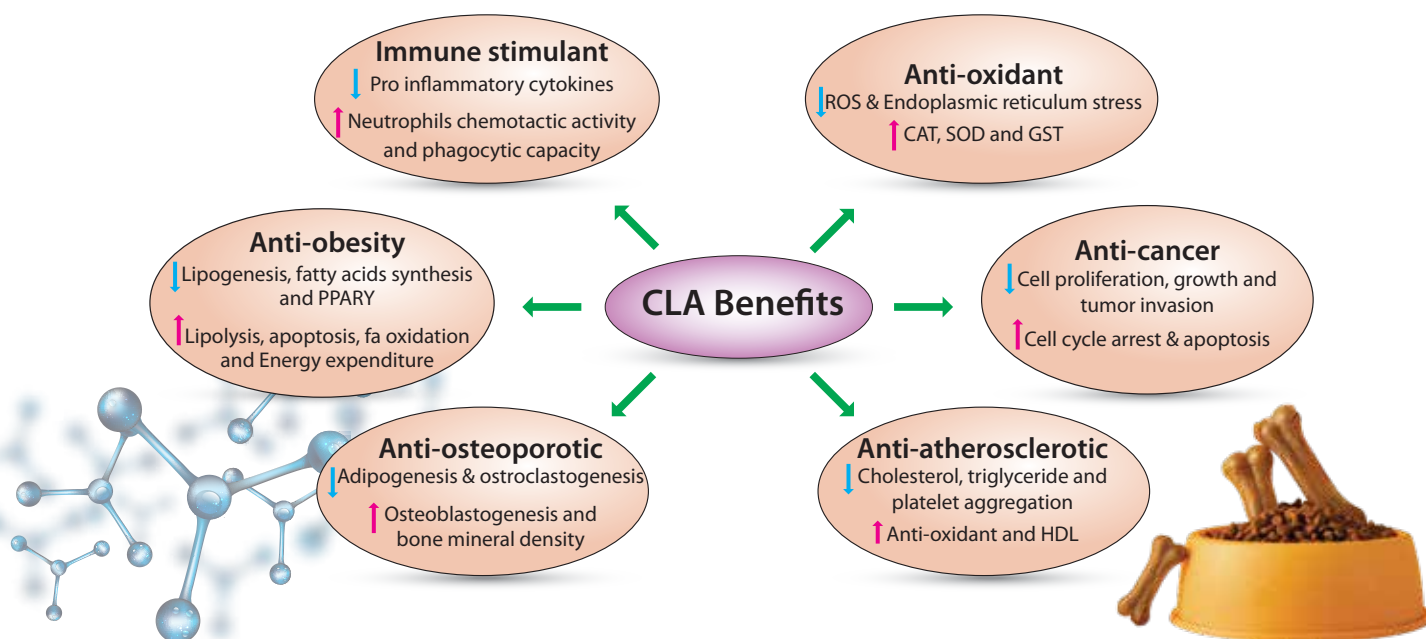 Immune stimulant
Pro inflammatory cytokines
Neutrophils chemotactic activity
and phagocytic capacity
Anti-oxidant
ROS & Endoplasmic reticulum stress
CAT, SOD and GST
Anti-obesity
Lipogenesis, fatty acids synthesis
and PPARY
Lipolysis, apoptosis, fa oxidation
and Energy expenditure
CLA Benefits
Anti-cancer
Cell proliferation, growth and
tumor invasion
Cell cycle arrest & apoptosis
Anti-osteoporotic
Adipogenesis & ostroclastogenesis
Osteoblastogenesis and
bone mineral density
Anti-atherosclerotic
Cholesterol, triglyceride and
platelet aggregation
Anti-oxidant and HDL